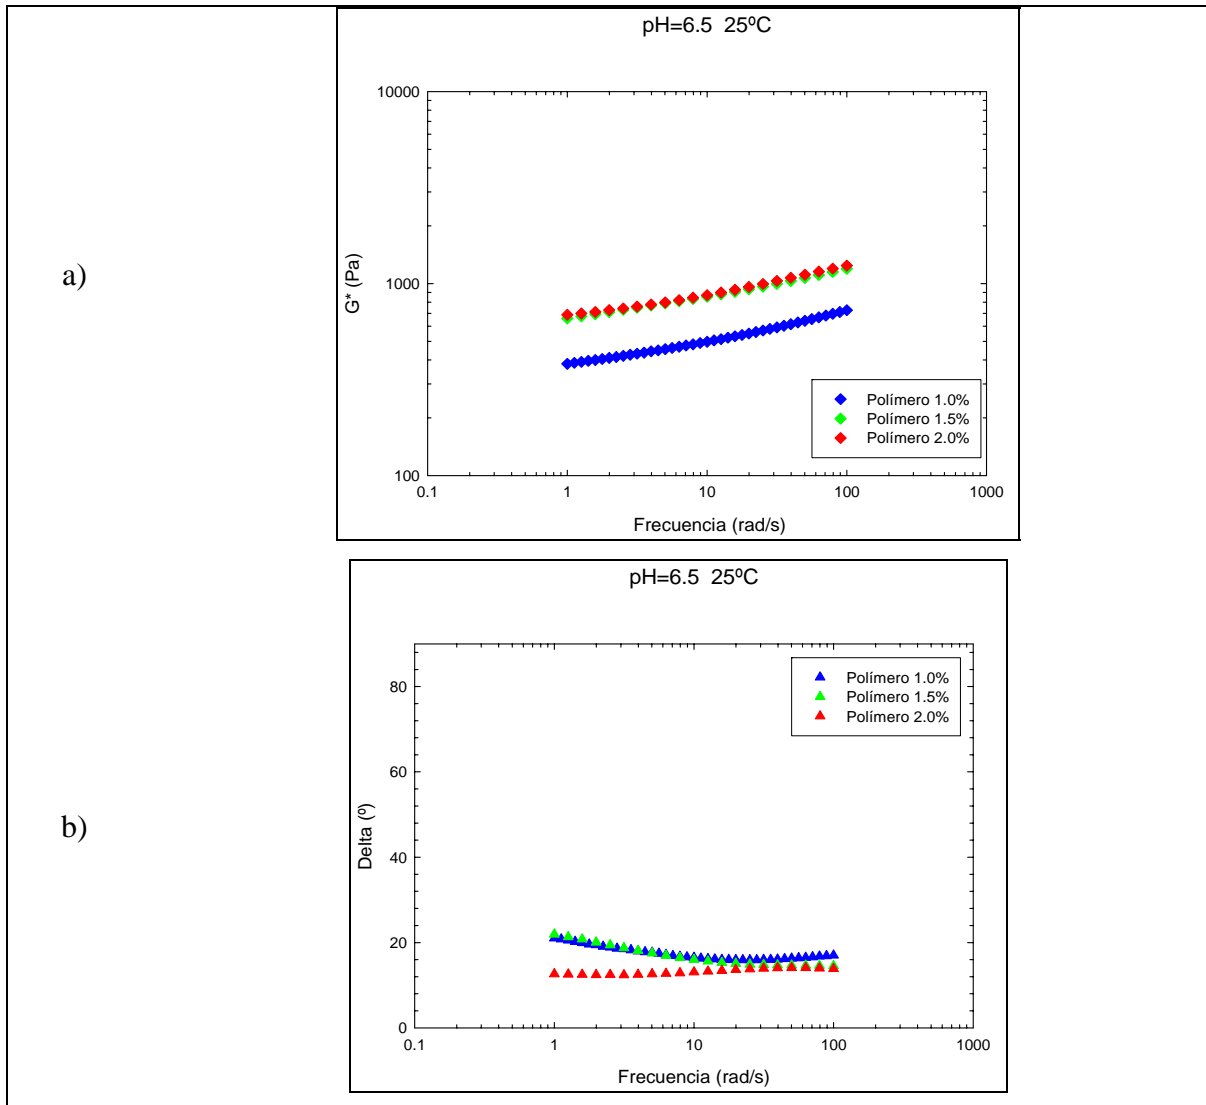 pH=6.5 25ºC
a)
G* (Pa)
10000
1000
100
0.1 1 10 100 1000
Frecuencia (rad/s)
Polímero 1.0%
Polímero 1.5%
Polímero 2.0%
pH=6.5 25ºC
b)
Delta (º)
80
60
40
20
0
0.1 1 10 100 1000
Frecuencia (rad/s)
Polímero 1.0%
Polímero 1.5%
Polímero 2.0%